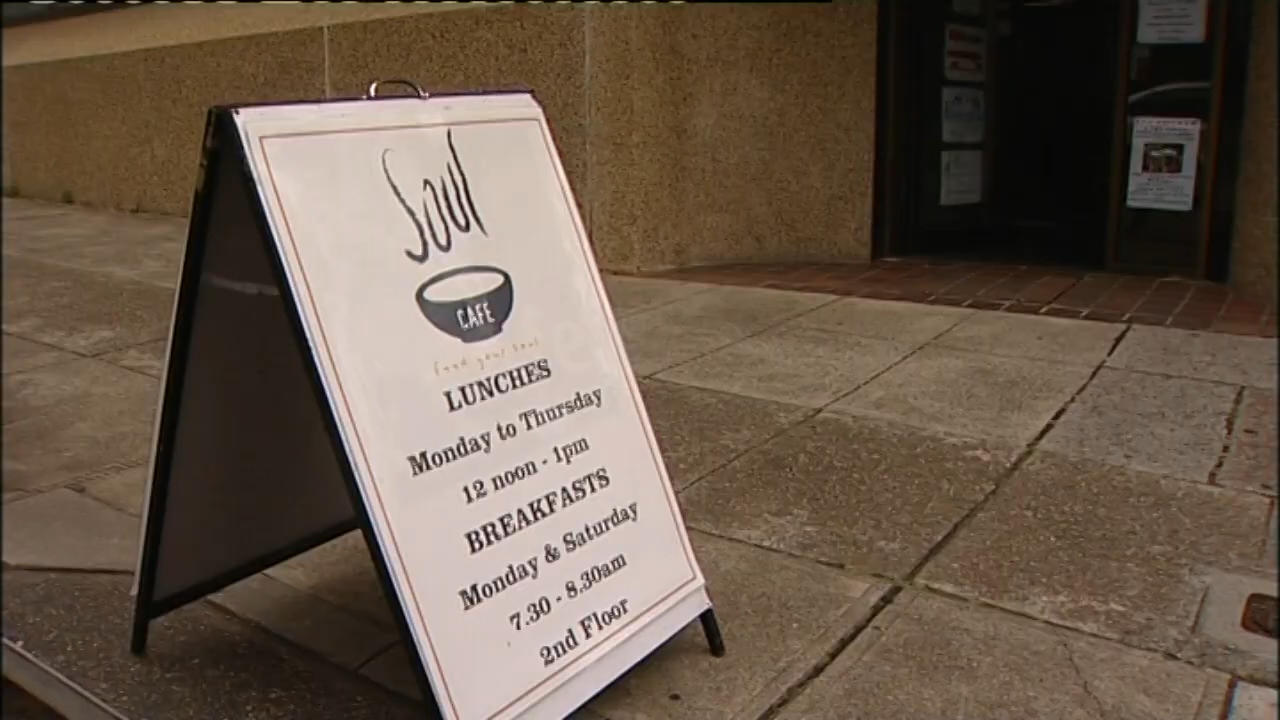 Soul
CAFE
feed your soul
LUNCHES
Monday to Thursday
12 noon - 1pm
BREAKFASTS
Monday & Saturday
7.30 - 8.30am
2nd Floor